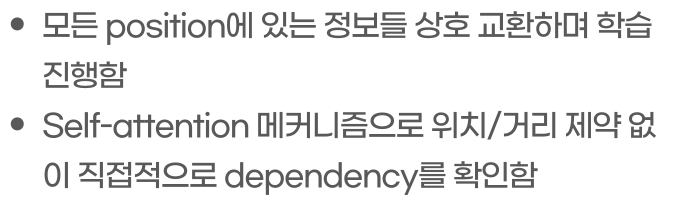 • 모든 position에 있는 정보들 상호 교환하며 학습
진행함
• Self-attention 메커니즘으로 위치/거리 제약 없
이 직접적으로 dependency를 확인함